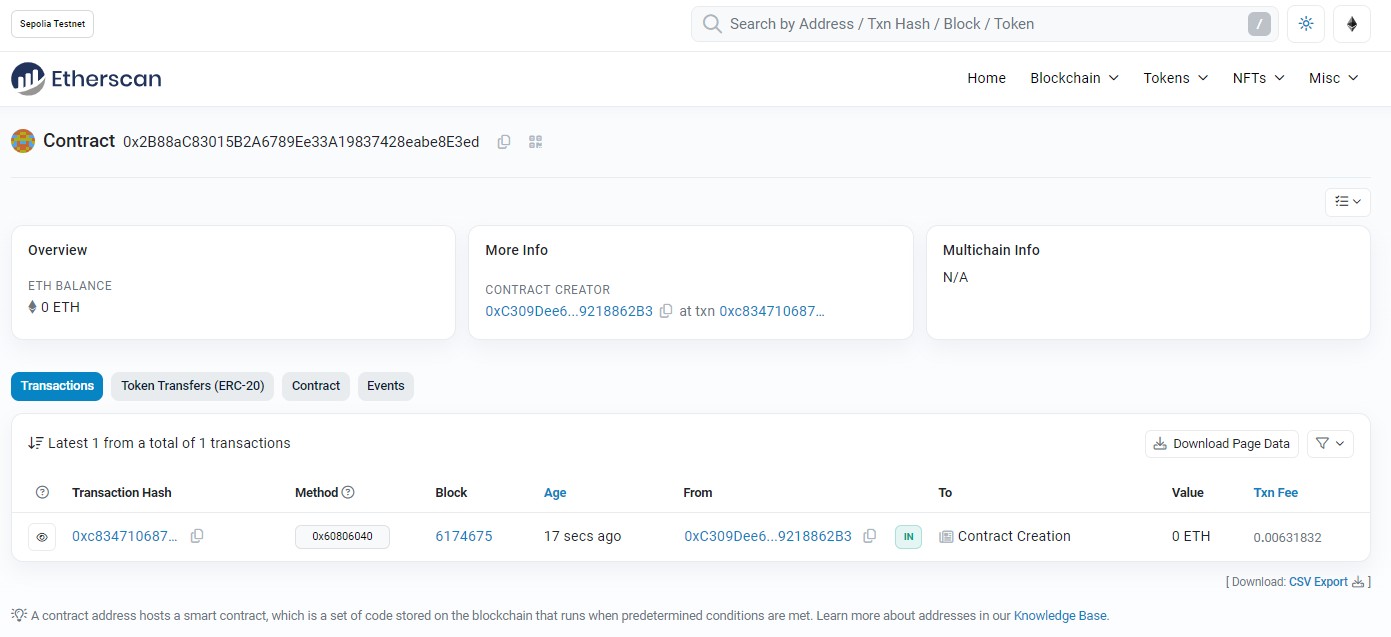 Sepolia Testnet
Search by Address / Txn Hash / Block / Token /
Etherscan Home Blockchain Tokens NFTs Misc
Contract 0x2B88aC83015B2A6789Ee33A19837428eabe8E3ed
Overview
ETH BALANCE
0 ETH
More Info
CONTRACT CREATOR
0xC309Dee6...9218862B3 at txn 0xc834710687...
Multichain Info
N/A
Transactions Token Transfers (ERC-20) Contract Events
Latest 1 from a total of 1 transactions Download Page Data
? Transaction Hash Method ? Block Age From To Value Txn Fee
0xc834710687... 0x60806040 6174675 17 secs ago 0xC309Dee6...9218862B3 IN Contract Creation 0 ETH 0.00631832
[ Download: CSV Export ]
A contract address hosts a smart contract, which is a set of code stored on the blockchain that runs when predetermined conditions are met. Learn more about addresses in our Knowledge Base.